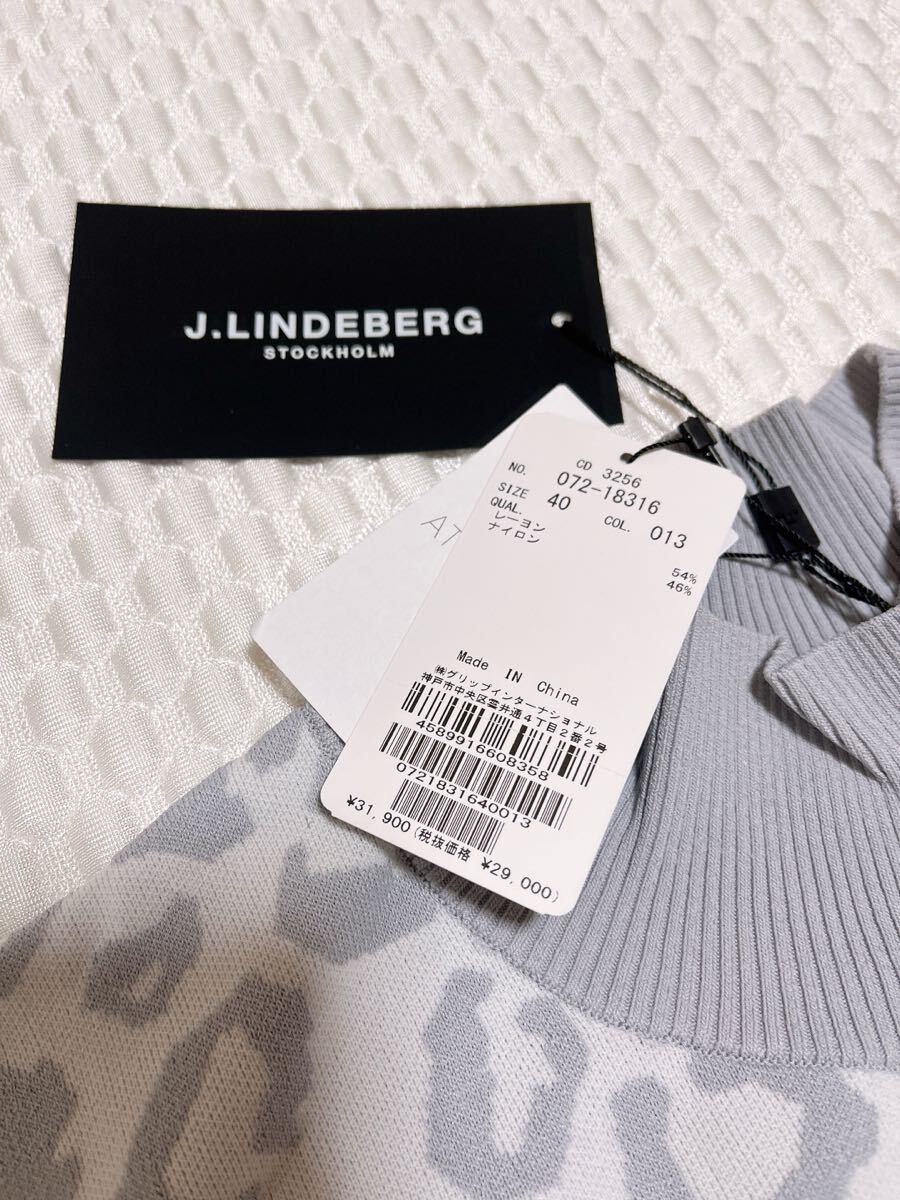 J.LINDEBERG
STOCKHOLM
AT
CD 3256
NO. 072-18316
SIZE 40 COL. 013
QUAL.
レーヨン 54%
ナイロン 46%
Made IN China
㈱グリップインターナショナル
神戸市中央区雲井通4丁目2番2号
4589916608358
0721831640013
¥31,900(税抜価格 ¥29,000)